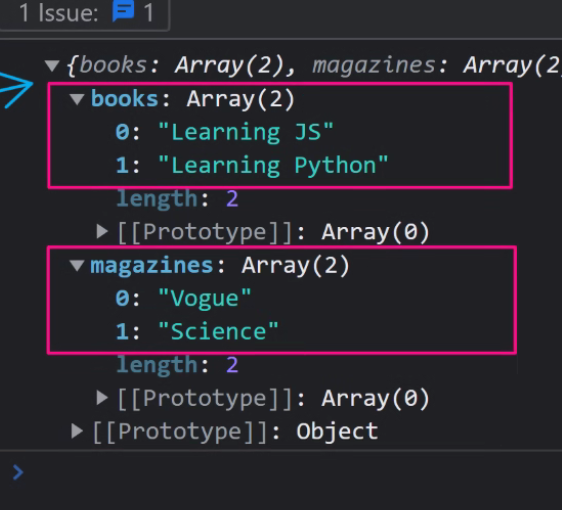 1 Issue: 1
{books: Array(2), magazines: Array(2
books: Array(2)
0: "Learning JS"
1: "Learning Python"
length: 2
[[Prototype]]: Array(0)
magazines: Array(2)
0: "Vogue"
1: "Science"
length: 2
[[Prototype]]: Array(0)
[[Prototype]]: Object